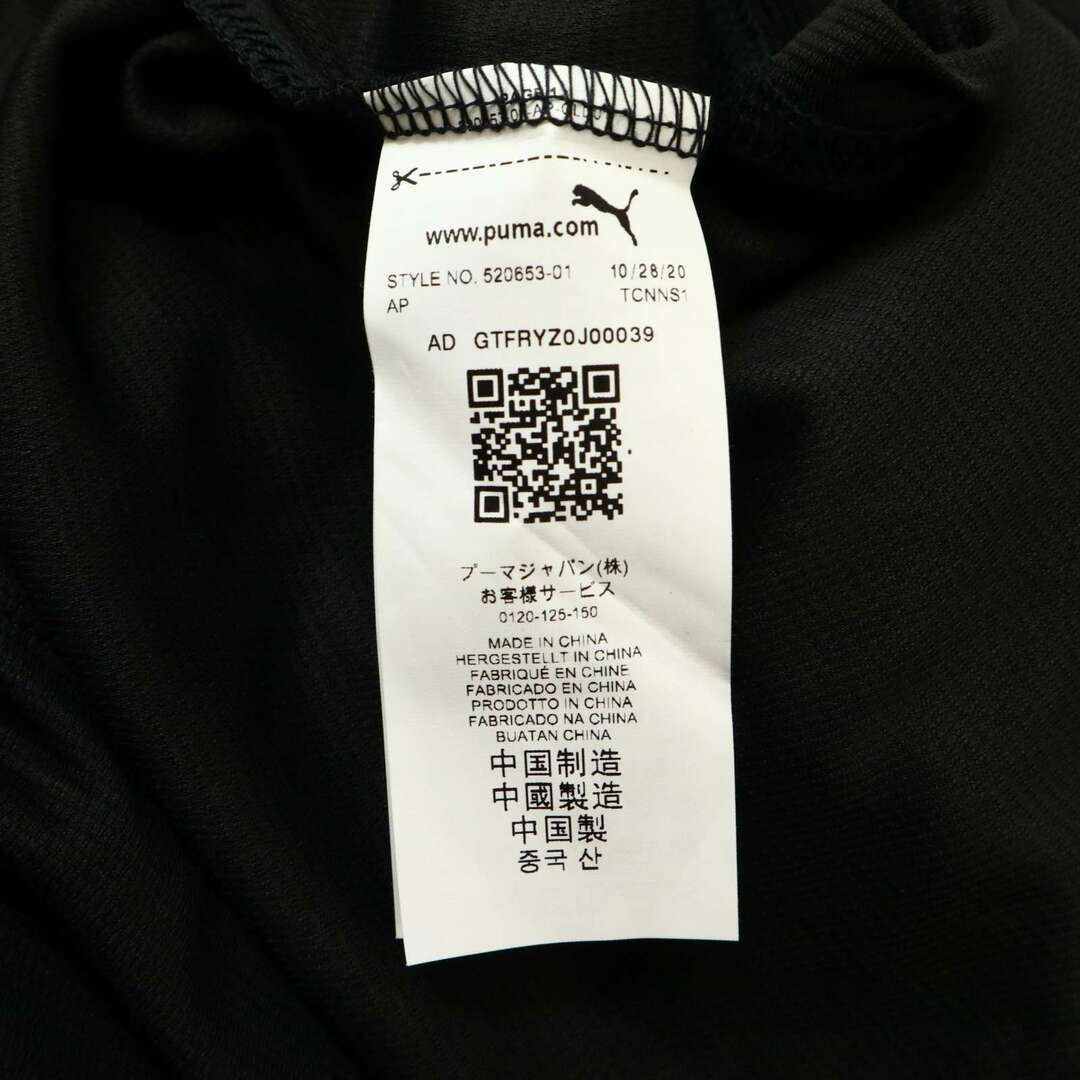 www.puma.com
STYLE NO. 520653-01 10/28/20
AP TCNNS1
AD GTFRYZ0J00039
プーマジャパン(株)
お客様サービス
0120-125-150
MADE IN CHINA
HERGESTELLT IN CHINA
FABRIQUÉ EN CHINE
FABRICADO EN CHINA
PRODOTTO IN CHINA
FABRICADO NA CHINA
BUATAN CHINA
中国制造
中國製造
中国製
중국 산